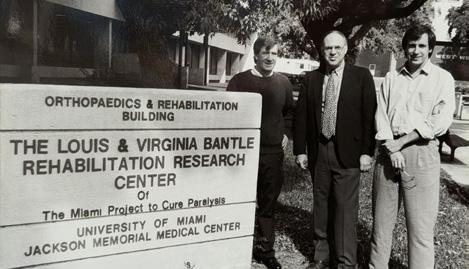 ORTHOPAEDICS & REHABILITATION
BUILDING
THE LOUIS & VIRGINIA BANTLE
REHABILITATION RESEARCH
CENTER
Of
The Miami Project to Cure Paralysis
UNIVERSITY OF MIAMI
JACKSON MEMORIAL MEDICAL CENTER